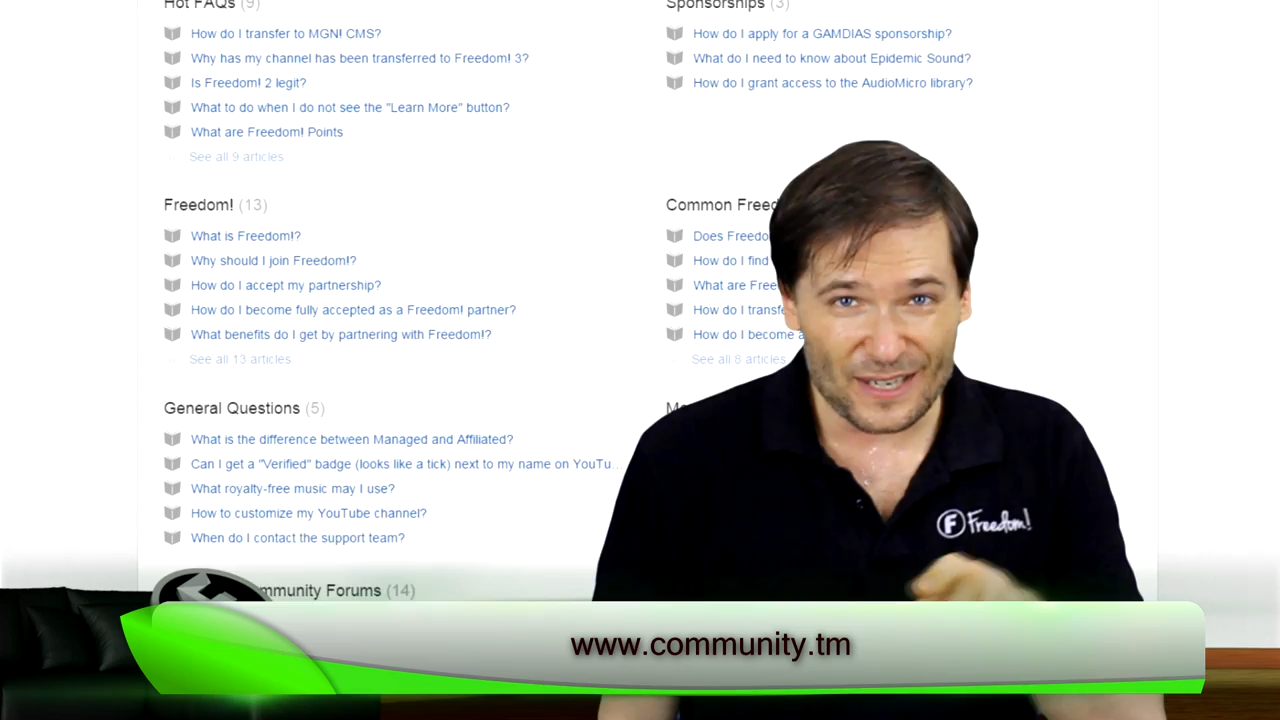 Hot FAQs (9)
How do I transfer to MGN! CMS?
Why has my channel has been transferred to Freedom! 3?
Is Freedom! 2 legit?
What to do when I do not see the "Learn More" button?
What are Freedom! Points
See all 9 articles
Sponsorships (3)
How do I apply for a GAMDIAS sponsorship?
What do I need to know about Epidemic Sound?
How do I grant access to the AudioMicro library?
Freedom! (13)
What is Freedom!?
Why should I join Freedom!?
How do I accept my partnership?
How do I become fully accepted as a Freedom! partner?
What benefits do I get by partnering with Freedom!?
See all 13 articles
Common Freed
Does Freedo
How do I find
What are Free
How do I transfe
How do I become a
See all 8 articles
General Questions (5)
What is the difference between Managed and Affiliated?
Can I get a "Verified" badge (looks like a tick) next to my name on YouTu...
What royalty-free music may I use?
How to customize my YouTube channel?
When do I contact the support team?
mmunity Forums (14)
F Freedom!
www.community.tm